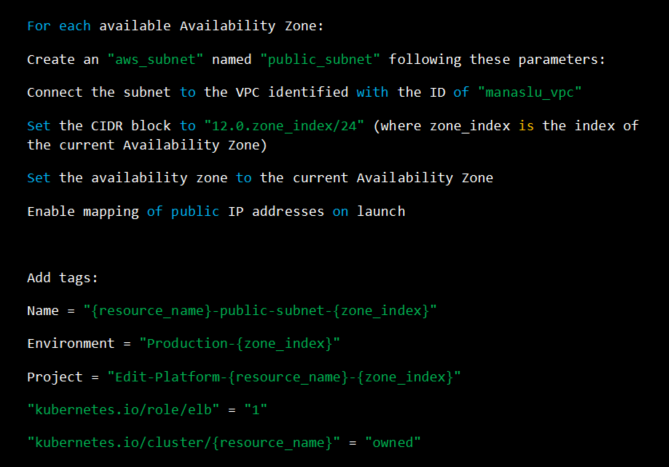 For each available Availability Zone:
Create an "aws_subnet" named "public_subnet" following these parameters:
Connect the subnet to the VPC identified with the ID of "manaslu_vpc"
Set the CIDR block to "12.0.zone_index/24" (where zone_index is the index of
the current Availability Zone)
Set the availability zone to the current Availability Zone
Enable mapping of public IP addresses on launch
Add tags:
Name = "{resource_name}-public-subnet-{zone_index}"
Environment = "Production-{zone_index}"
Project = "Edit-Platform-{resource_name}-{zone_index}"
"kubernetes.io/role/elb" = "1"
"kubernetes.io/cluster/{resource_name}" = "owned"